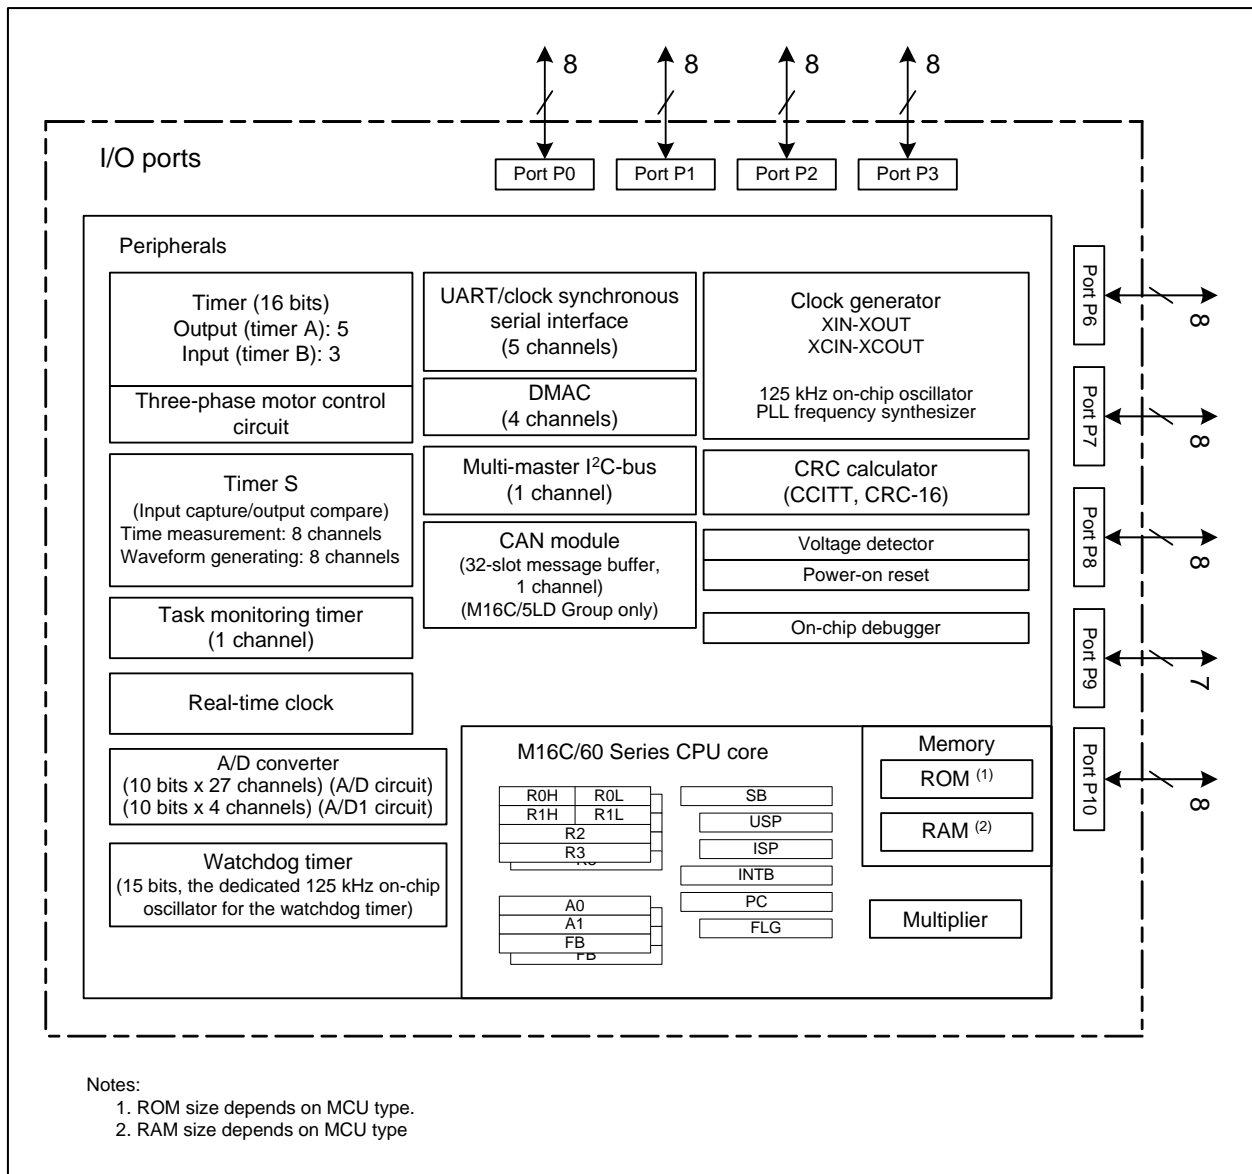 8
8
8
8
I/O ports
Port P0
Port P1
Port P2
Port P3
Peripherals
Timer (16 bits)
Output (timer A): 5
Input (timer B): 3
Three-phase motor control
circuit
Timer S
(Input capture/output compare)
Time measurement: 8 channels
Waveform generating: 8 channels
Task monitoring timer
(1 channel)
Real-time clock
A/D converter
(10 bits x 27 channels) (A/D circuit)
(10 bits x 4 channels) (A/D1 circuit)
Watchdog timer
(15 bits, the dedicated 125 kHz on-chip
oscillator for the watchdog timer)
UART/clock synchronous
serial interface
(5 channels)
DMAC
(4 channels)
Multi-master I²C-bus
(1 channel)
CAN module
(32-slot message buffer,
1 channel)
(M16C/5LD Group only)
Clock generator
XIN-XOUT
XCIN-XCOUT
125 kHz on-chip oscillator
PLL frequency synthesizer
CRC calculator
(CCITT, CRC-16)
Voltage detector
Power-on reset
On-chip debugger
M16C/60 Series CPU core
R0H R0L
R1H R1L
R2
R3
A0
A1
FB
FB
SB
USP
ISP
INTB
PC
FLG
Memory
ROM (1)
RAM (2)
Multiplier
Port P6
8
Port P7
8
Port P8
8
Port P9
7
Port P10
8
Notes:
1. ROM size depends on MCU type.
2. RAM size depends on MCU type